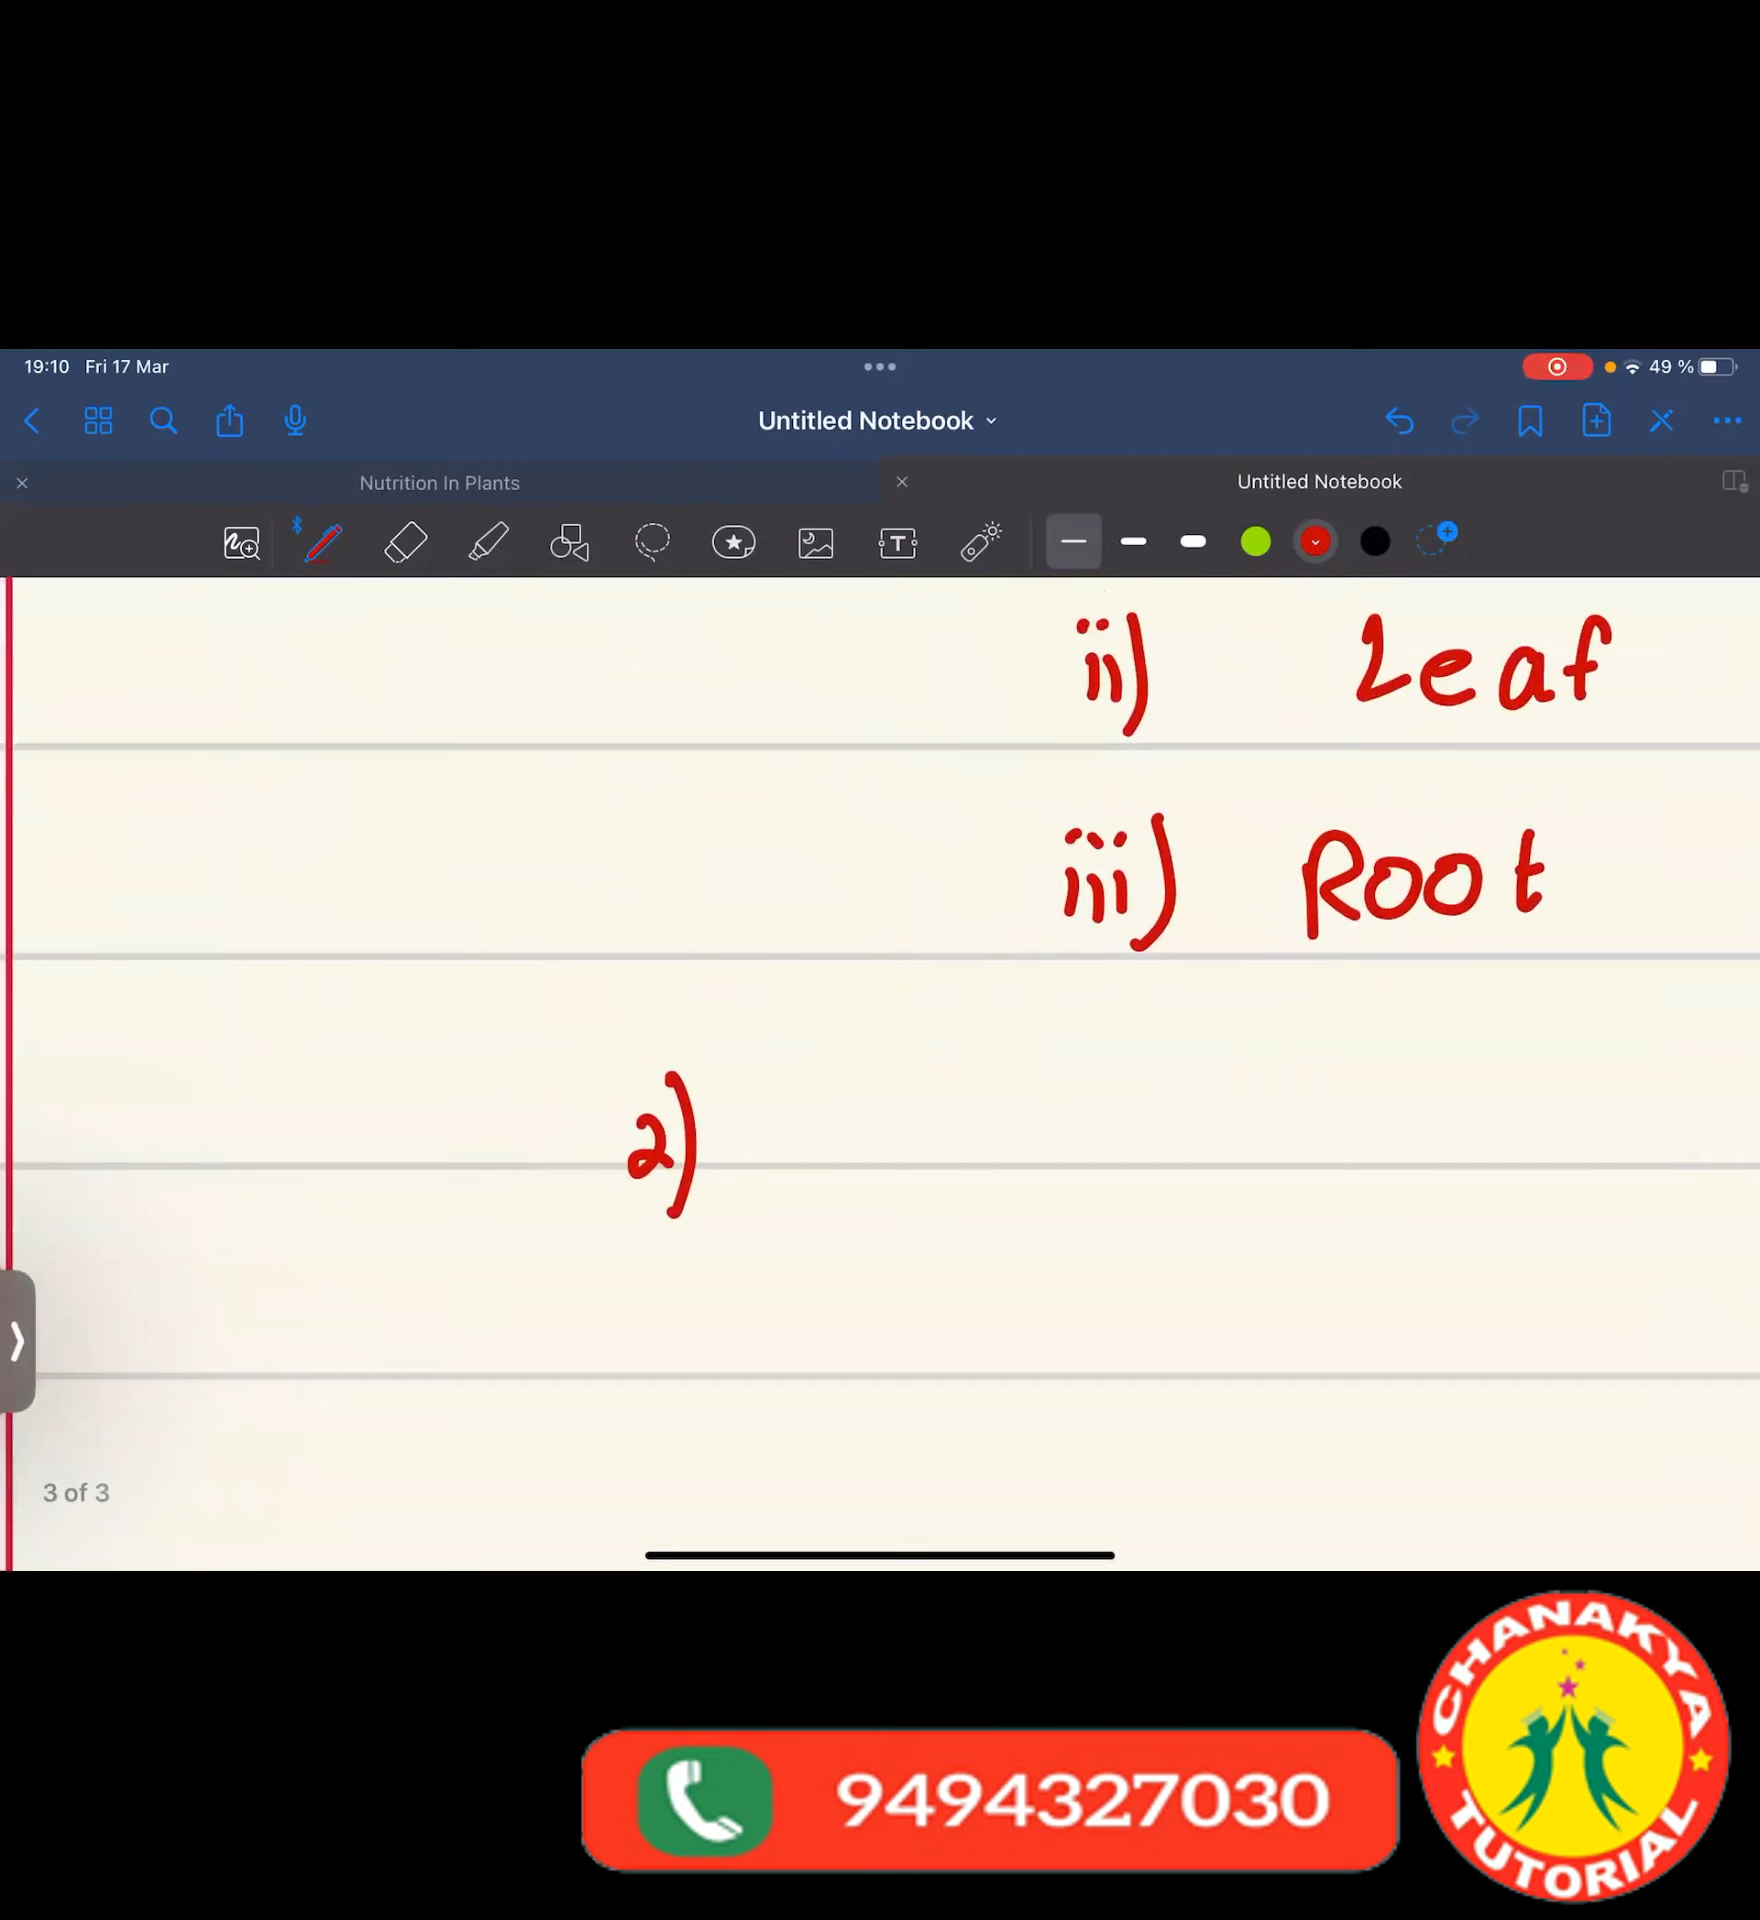 19:10 Fri 17 Mar
49 %
Untitled Notebook
Nutrition In Plants
Untitled Notebook
T
ii) Leaf
iii) Root
2)
3 of 3
9494327030
CHANAKYA
TUTORIAL